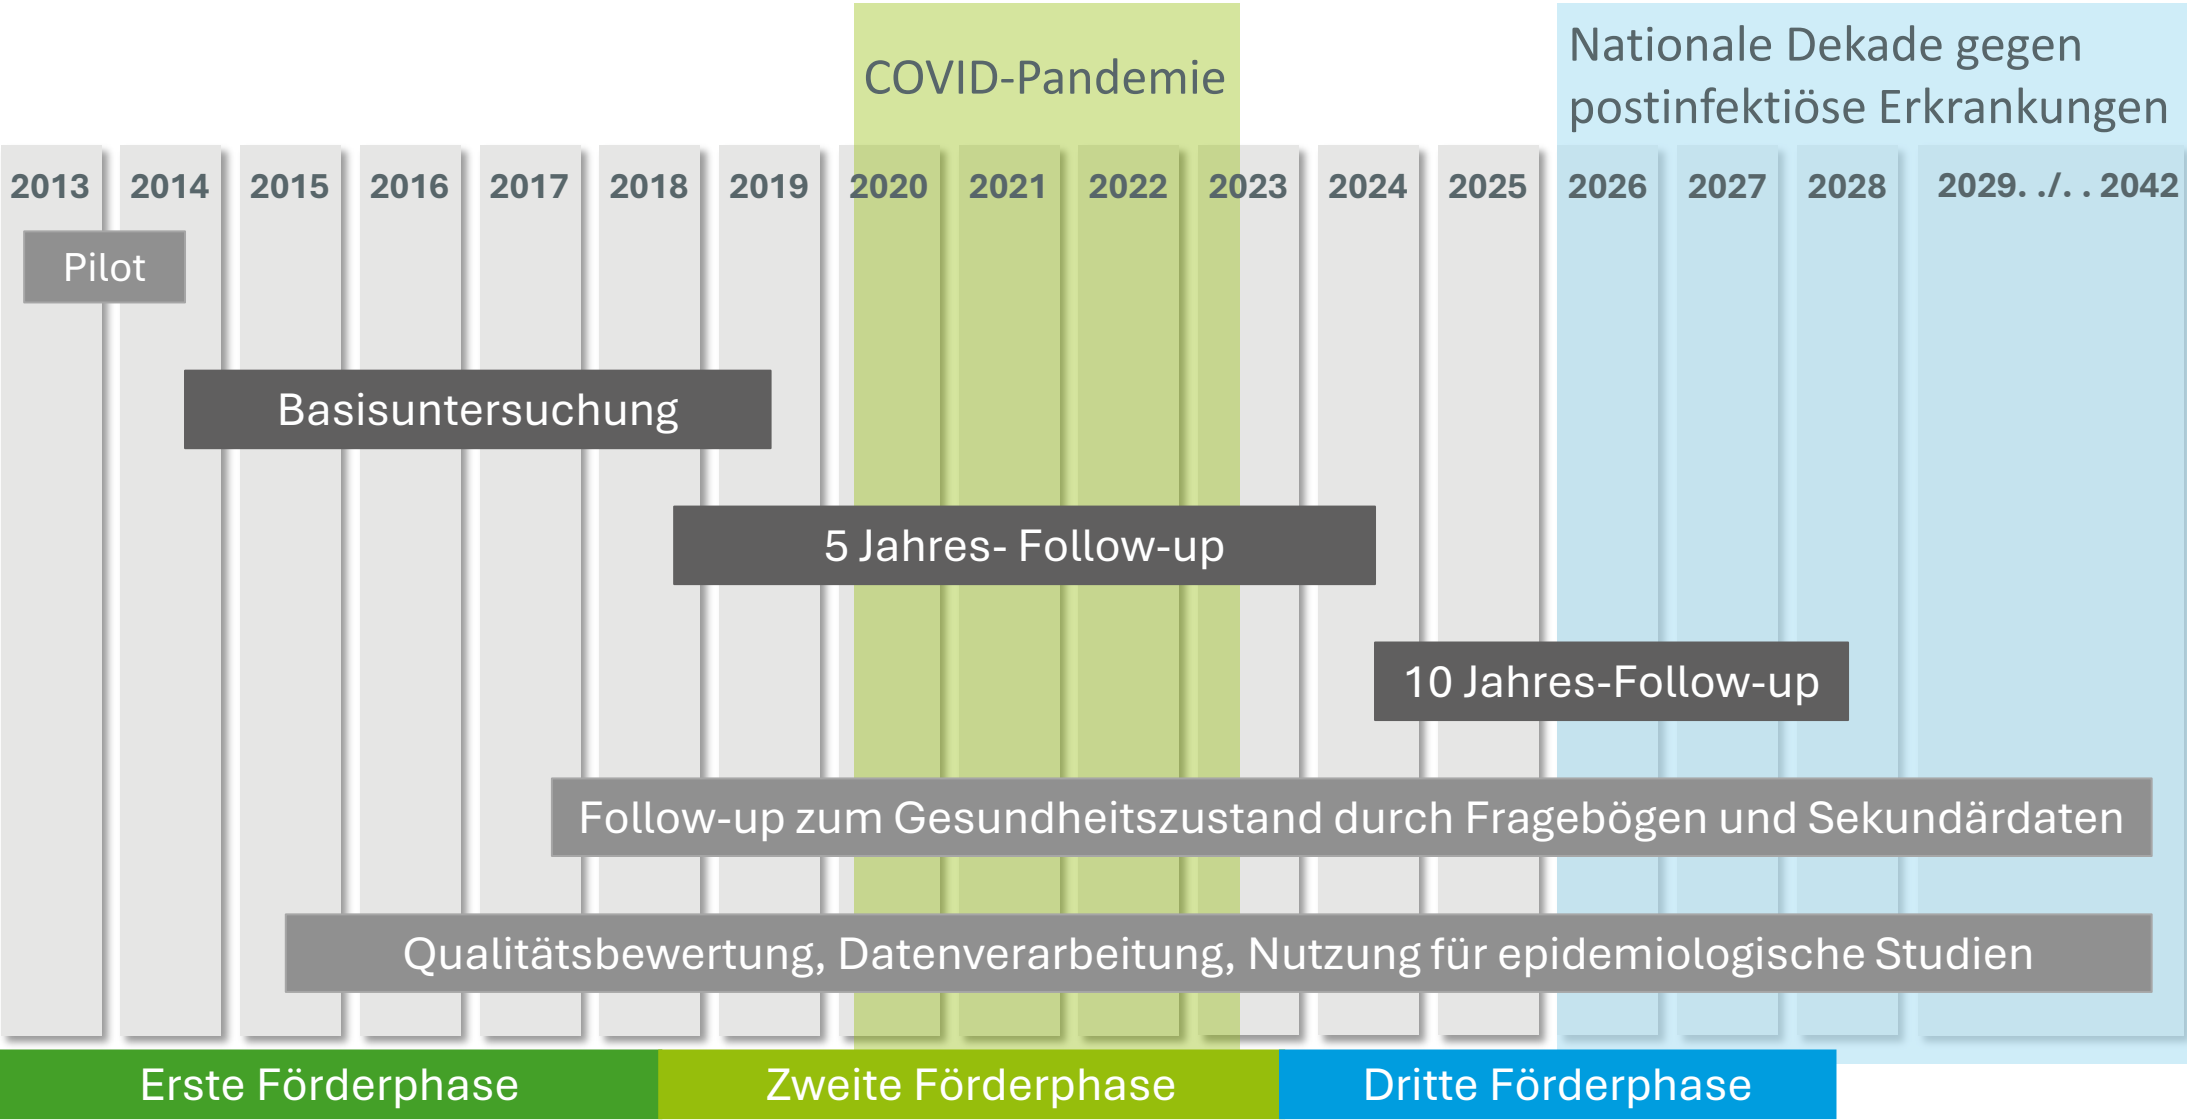 COVID-Pandemie
Nationale Dekade gegen
postinfektiöse Erkrankungen
2013 2014 2015 2016 2017 2018 2019 2020 2021 2022 2023 2024 2025 2026 2027 2028 2029. ./. . 2042
Pilot
Basisuntersuchung
5 Jahres- Follow-up
10 Jahres-Follow-up
Follow-up zum Gesundheitszustand durch Fragebögen und Sekundärdaten
Qualitätsbewertung, Datenverarbeitung, Nutzung für epidemiologische Studien
Erste Förderphase Zweite Förderphase Dritte Förderphase